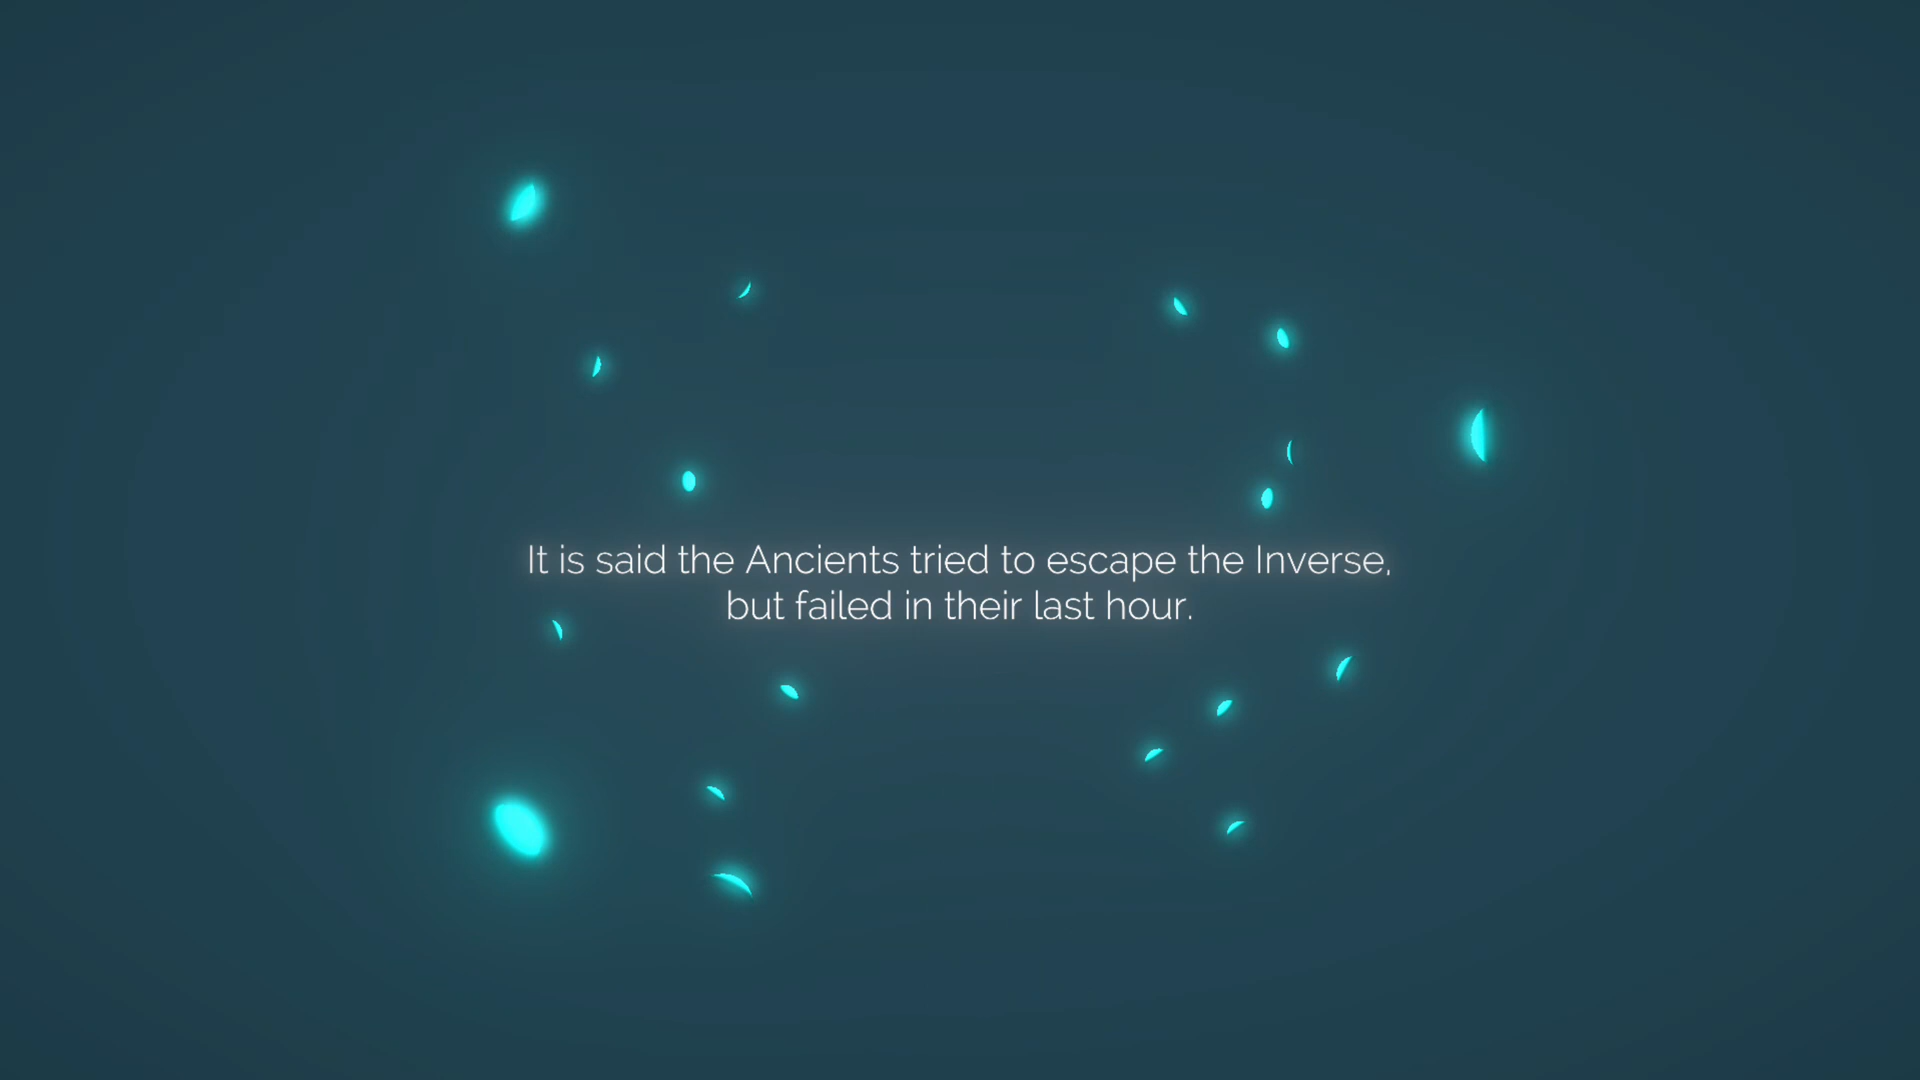 It is said the Ancients tried to escape the Inverse,
but failed in their last hour.